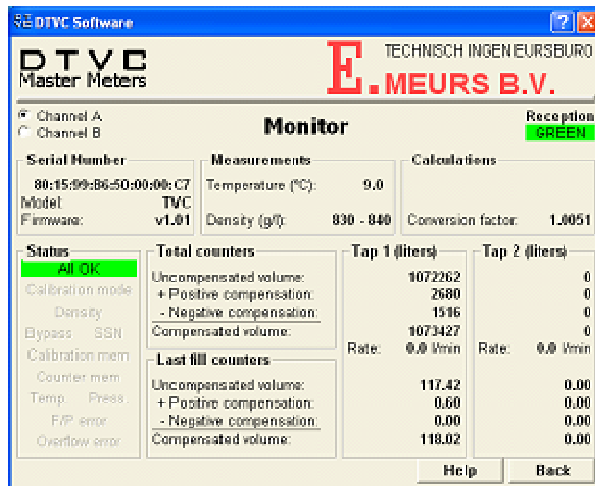 DTVC Software
DTVC
Master Meters
TECHNISCH INGENIEURSBURO
E.MEURS B.V.
Channel A
Channel B
Monitor
Reception
GREEN
Serial Number
80:15:99:B6:50:00:00:C7
Model: TVC
Firmware: v1.01
Measurements
Temperature (°C): 9.0
Density (g/l): 830 - 840
Calculations
Conversion factor: 1.0051
Status
All OK
Calibration mode
Density
Bypass SSN
Calibration mem
Counter mem
Temp. Press.
F/P error
Overflow error
Total counters
Tap 1 (liters)
Tap 2 (liters)
Uncompensated volume: 1072262 0
+ Positive compensation: 2680 0
- Negative compensation: 1516 0
Compensated volume: 1073427 0
Rate: 0.0 l/min Rate: 0.0 l/min
Last fill counters
Uncompensated volume: 117.42 0.00
+ Positive compensation: 0.60 0.00
- Negative compensation: 0.00 0.00
Compensated volume: 118.02 0.00
Help Back